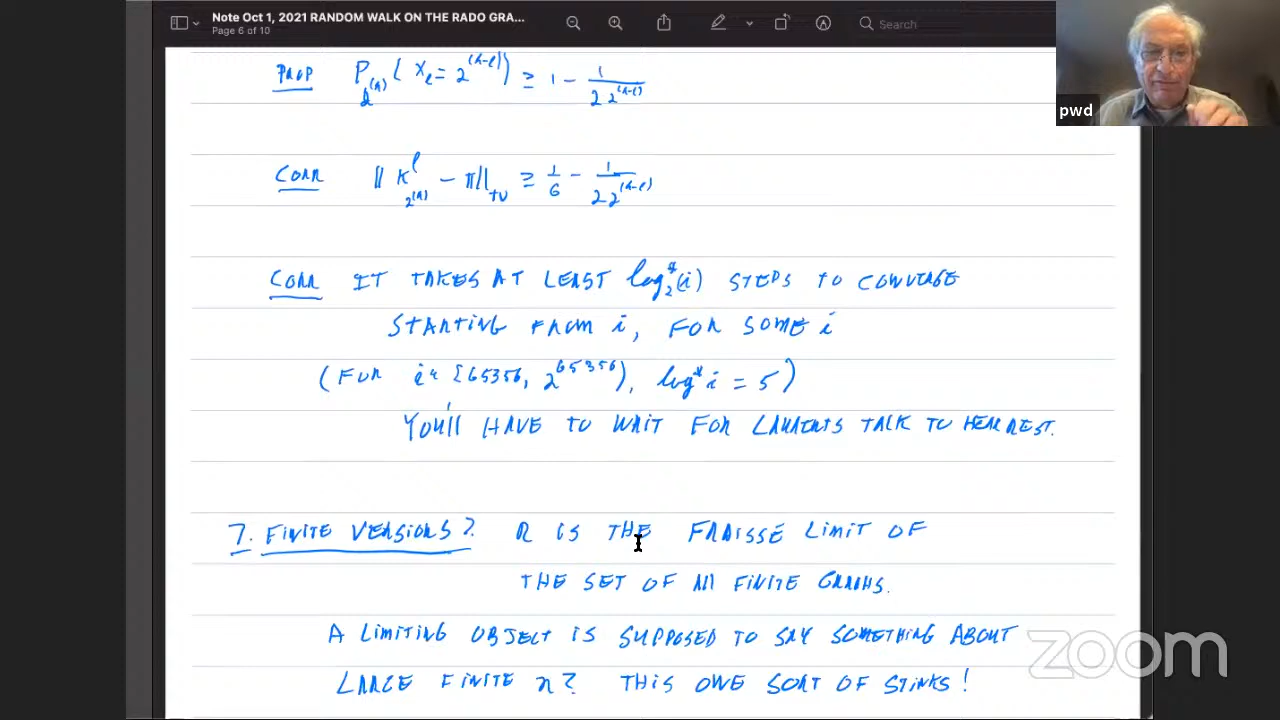 Note Oct 1, 2021 RANDOM WALK ON THE RADO GRA...
Page 6 of 10
Search
pwd
PROP P_{2^{(k)}} ( X_l = 2^{(k-l)} ) ≥ 1 - 1/(2 2^{(k-l)})
CORR || K^l_{2^{(k)}} - π ||_{TV} ≥ 1/6 - 1/(2 2^{(k-l)})
CORR IT TAKES AT LEAST log_2^*(i) STEPS TO CONVERGE
STARTING FROM i, FOR SOME i
(FOR i ∈ [65356, 2^{65356}), log^* i = 5)
YOU'll HAVE TO WAIT FOR LAURENTS TALK TO HEAR REST.
7. FINITE VERSIONS? R IS THE FRAISSÉ LIMIT OF
THE SET OF All FINITE GRAPHS.
A LIMITING OBJECT IS SUPPOSED TO SAY SOMETHING ABOUT
LARGE FINITE n? THIS ONE SORT OF STINKS!
zoom